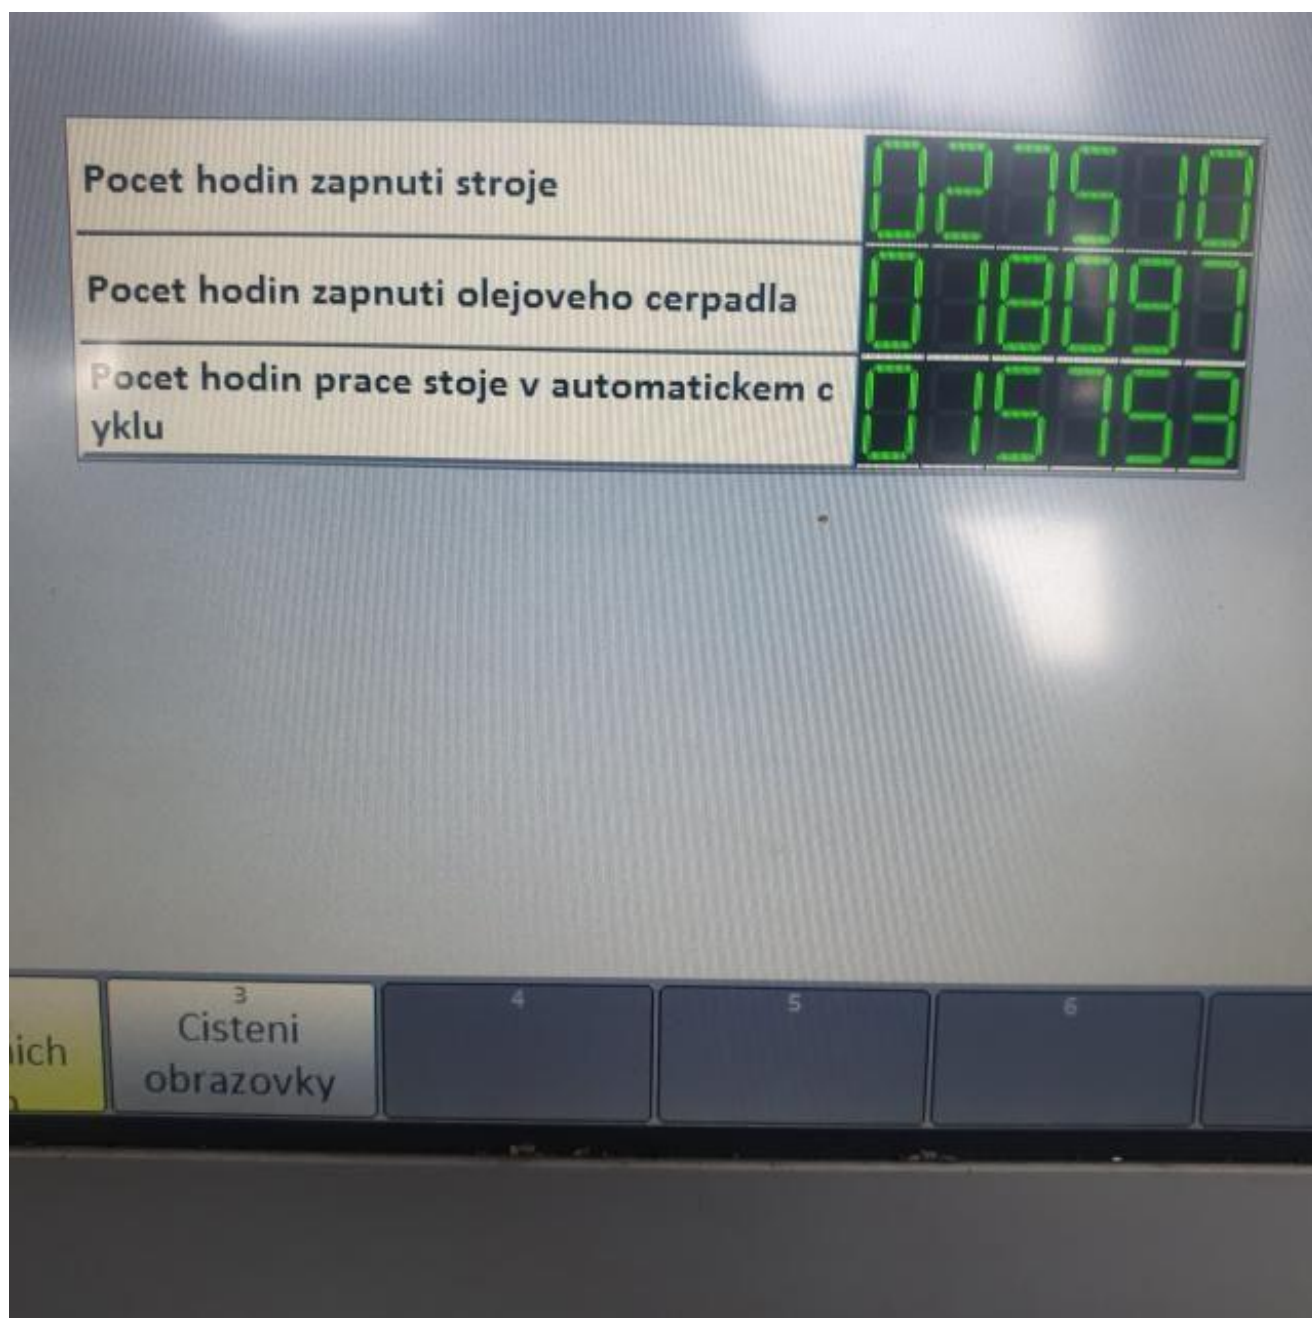 Pocet hodin zapnuti stroje 027510
Pocet hodin zapnuti olejoveho cerpadla 018097
Pocet hodin prace stoje v automatickem c 015753
yklu
3
Cisteni
obrazovky
4
5
6